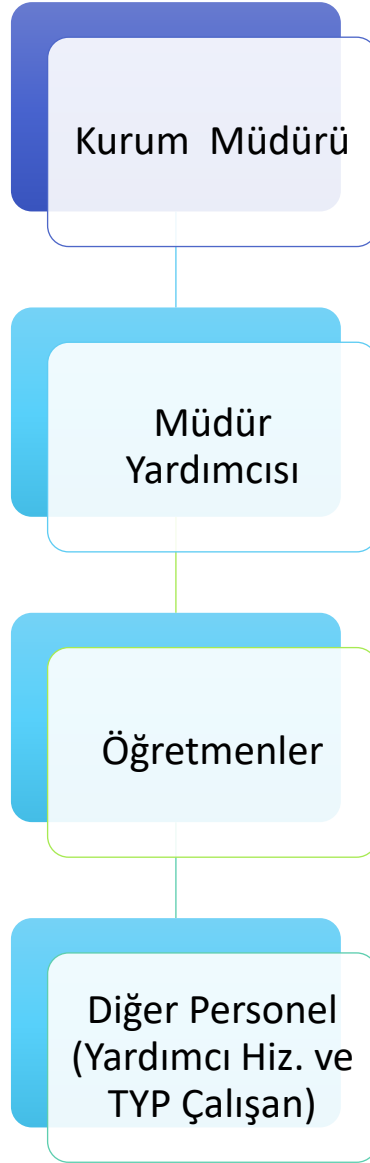 Kurum  Müdürü
Müdür
Yardımcısı
Öğretmenler
Diğer Personel
(Yardımcı Hiz. ve
TYP Çalışan)